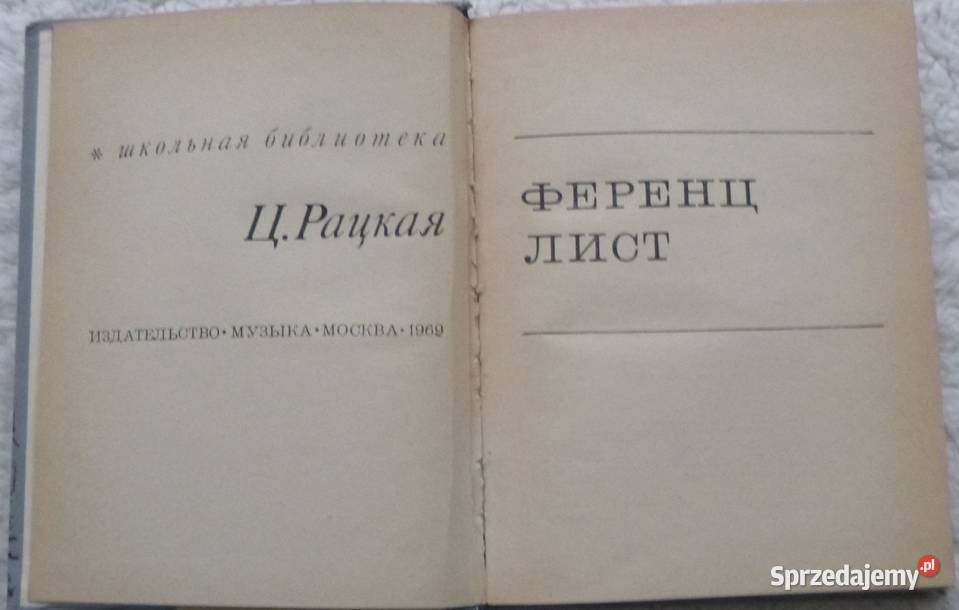 * школьная библиотека
Ц. Рацкая
ИЗДАТЕЛЬСТВО • МУЗЫКА • МОСКВА • 1969
ФЕРЕНЦ
ЛИСТ
Sprzedajemy.pl